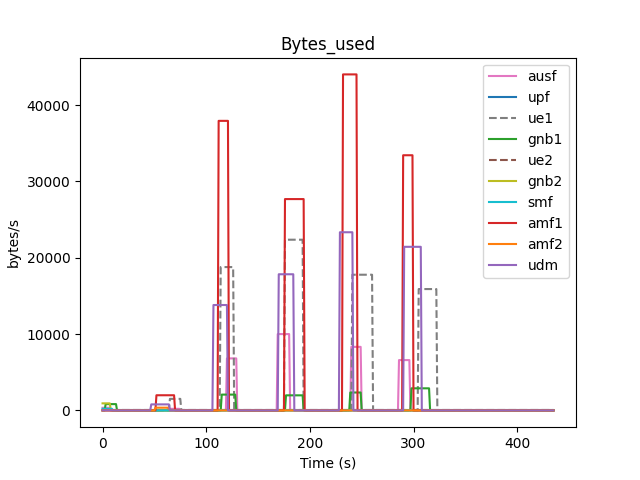 Bytes_used
bytes/s
40000
30000
20000
10000
0
0 100 200 300 400
Time (s)
ausf
upf
ue1
gnb1
ue2
gnb2
smf
amf1
amf2
udm